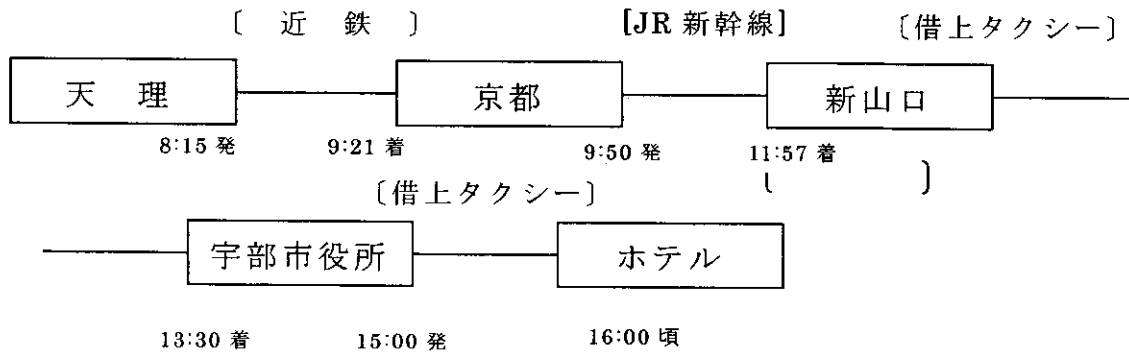 〔 近 鉄 〕 [JR 新幹線] 〔借上タクシー〕
天 理 京都 新山口
8:15 発 9:21 着 9:50 発 11:57 着
〔 〕
〔借上タクシー〕
宇部市役所 ホテル
13:30 着 15:00 発 16:00 頃